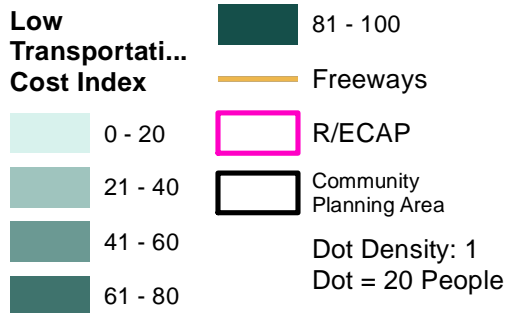 Low
Transportati...
Cost Index
0 - 20
21 - 40
41 - 60
61 - 80
81 - 100
Freeways
R/ECAP
Community
Planning Area
Dot Density: 1
Dot = 20 People